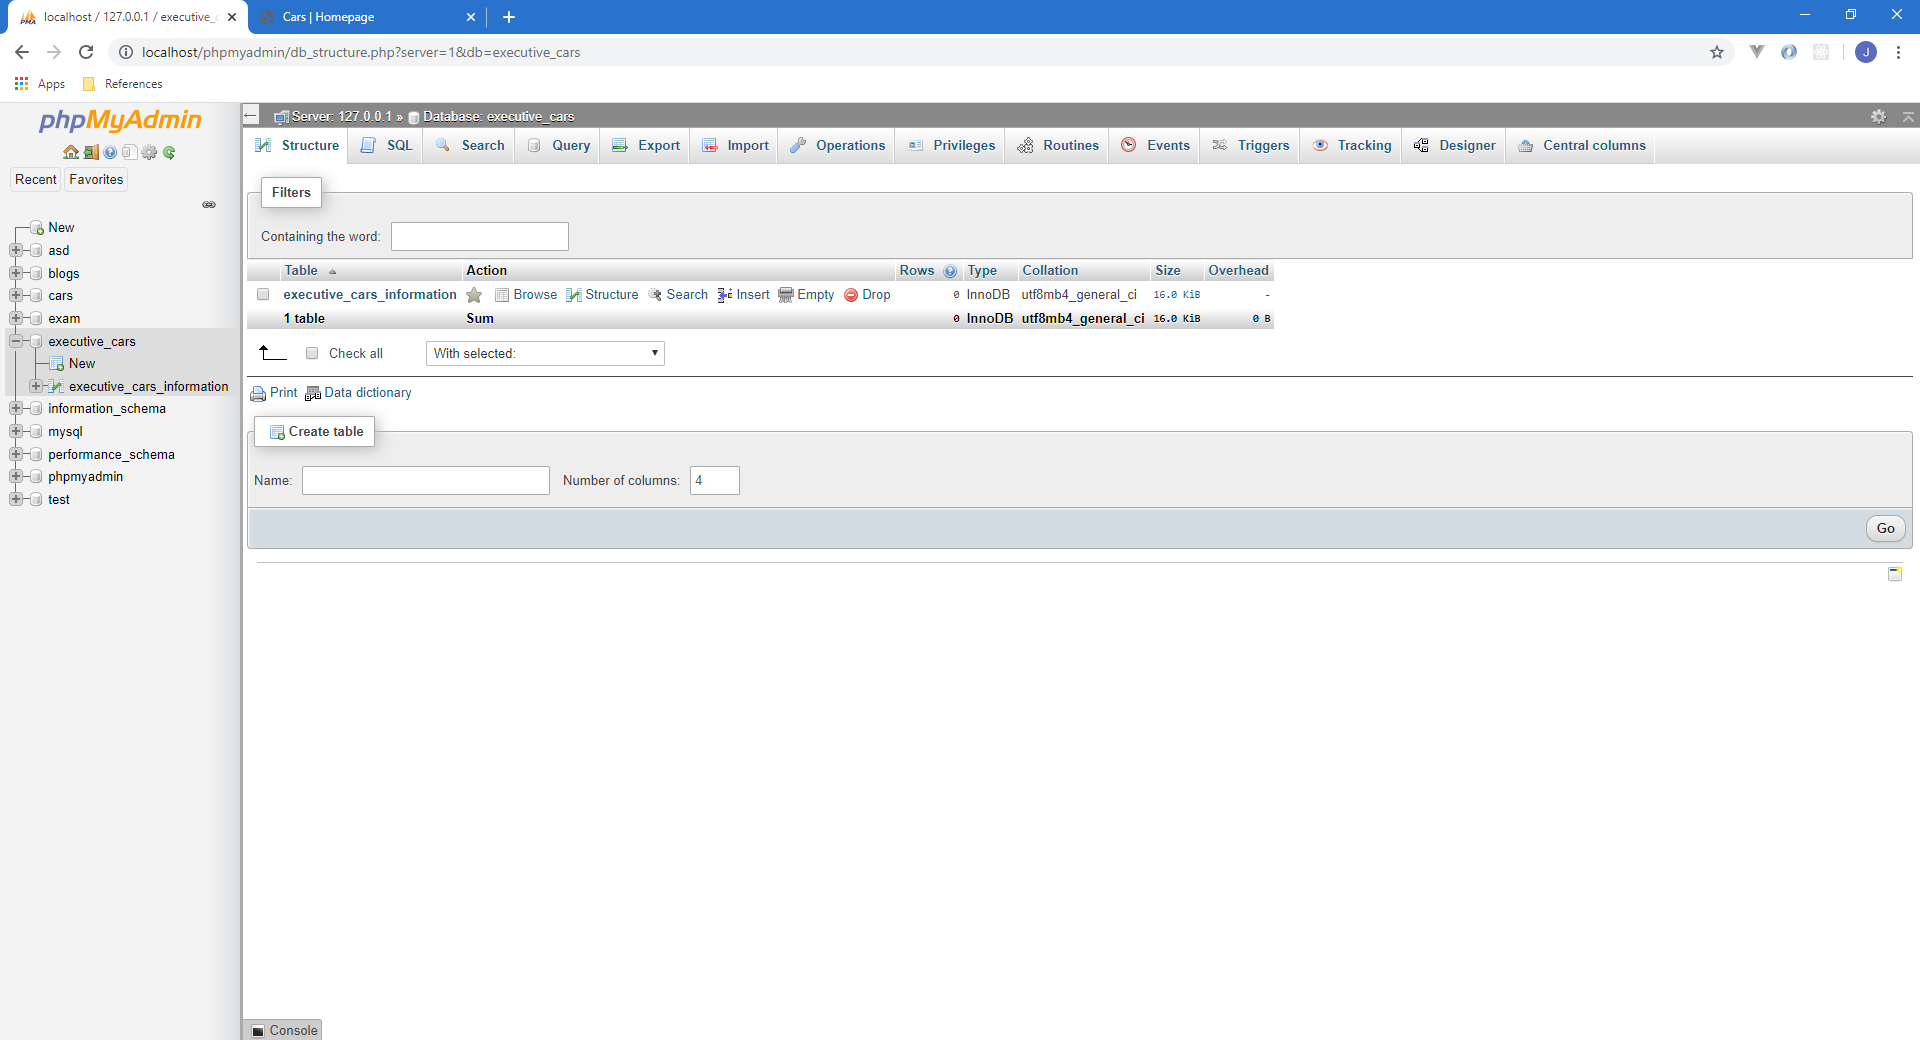 localhost / 127.0.0.1 / executive_
Cars | Homepage
localhost/phpmyadmin/db_structure.php?server=1&db=executive_cars
J
Apps
References
phpMyAdmin
Recent
Favorites
New
asd
blogs
cars
exam
executive_cars
New
executive_cars_information
information_schema
mysql
performance_schema
phpmyadmin
test
Server: 127.0.0.1 » Database: executive_cars
Structure SQL Search Query Export Import Operations Privileges Routines Events Triggers Tracking Designer Central columns
Filters
Containing the word:
Table Action Rows Type Collation Size Overhead
executive_cars_information Browse Structure Search Insert Empty Drop 0 InnoDB utf8mb4_general_ci 16.0 KiB -
1 table Sum 0 InnoDB utf8mb4_general_ci 16.0 KiB 0 B
Check all With selected:
Print Data dictionary
Create table
Name: Number of columns: 4
Go
Console